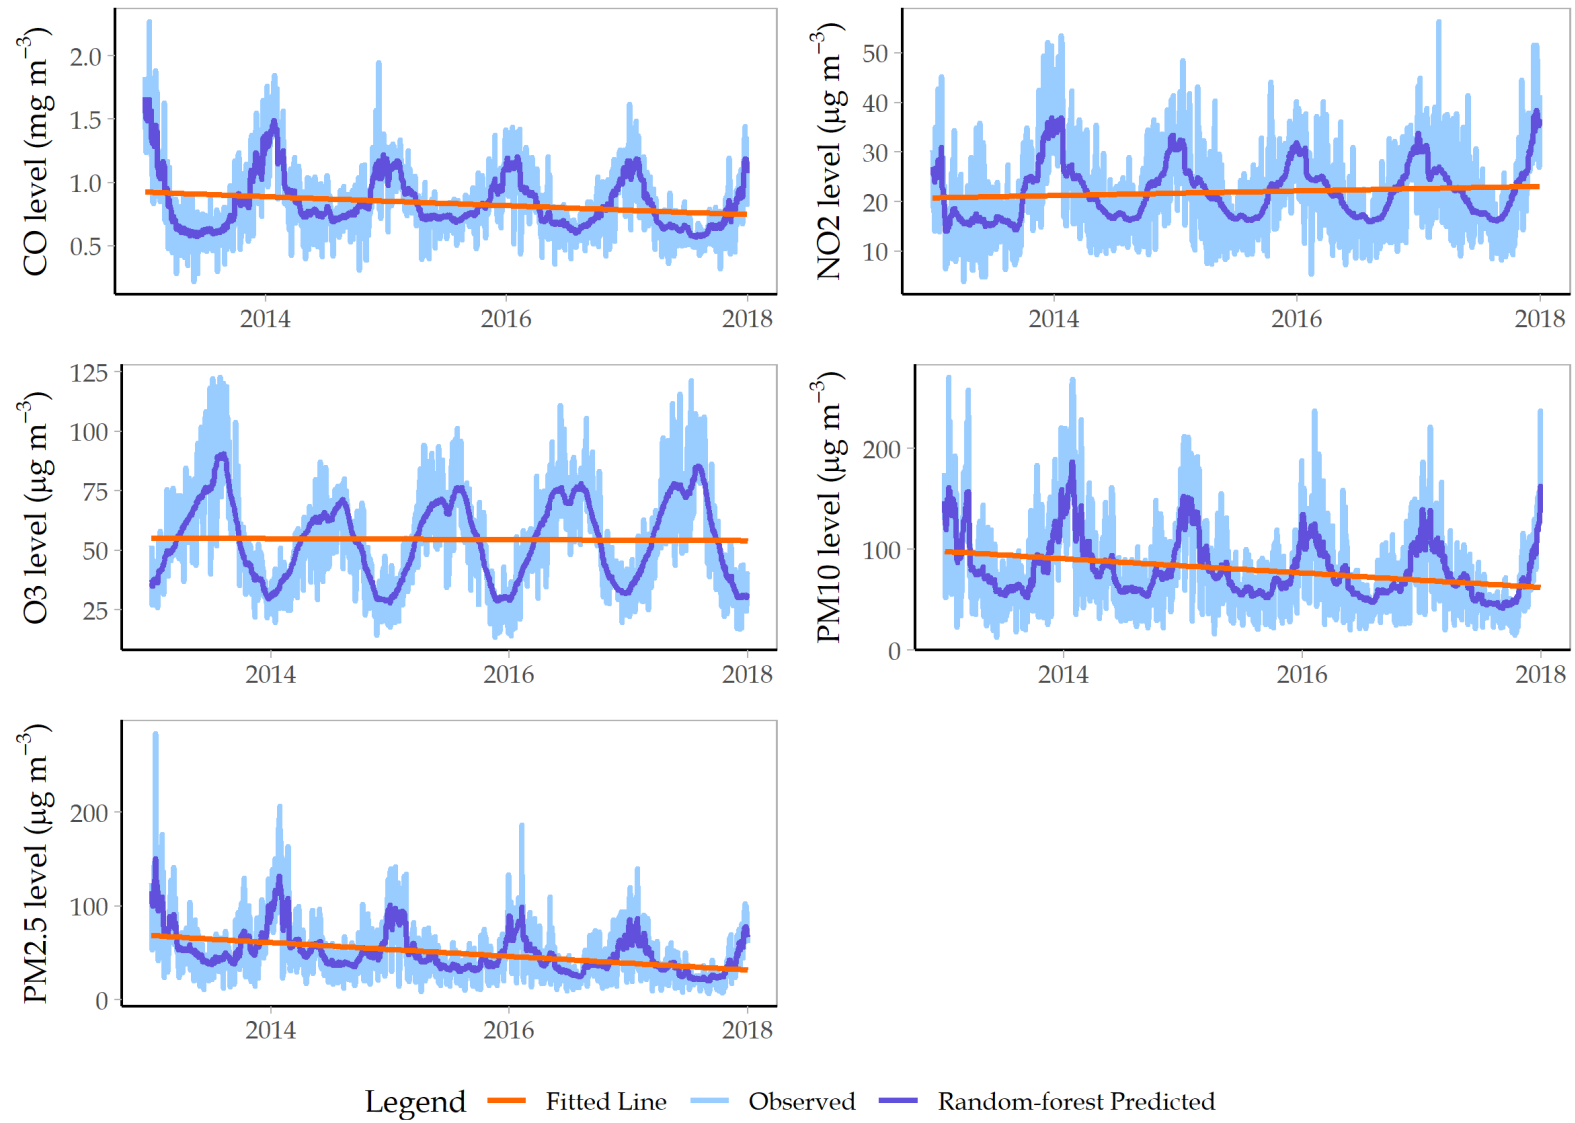 CO level (mg m−3)
2.0
1.5
1.0
0.5
2014 2016 2018
NO2 level (μg m−3)
50
40
30
20
10
2014 2016 2018
O3 level (μg m−3)
125
100
75
50
25
2014 2016 2018
PM10 level (μg m−3)
200
100
0
2014 2016 2018
PM2.5 level (μg m−3)
200
100
0
2014 2016 2018
Legend Fitted Line Observed Random-forest Predicted